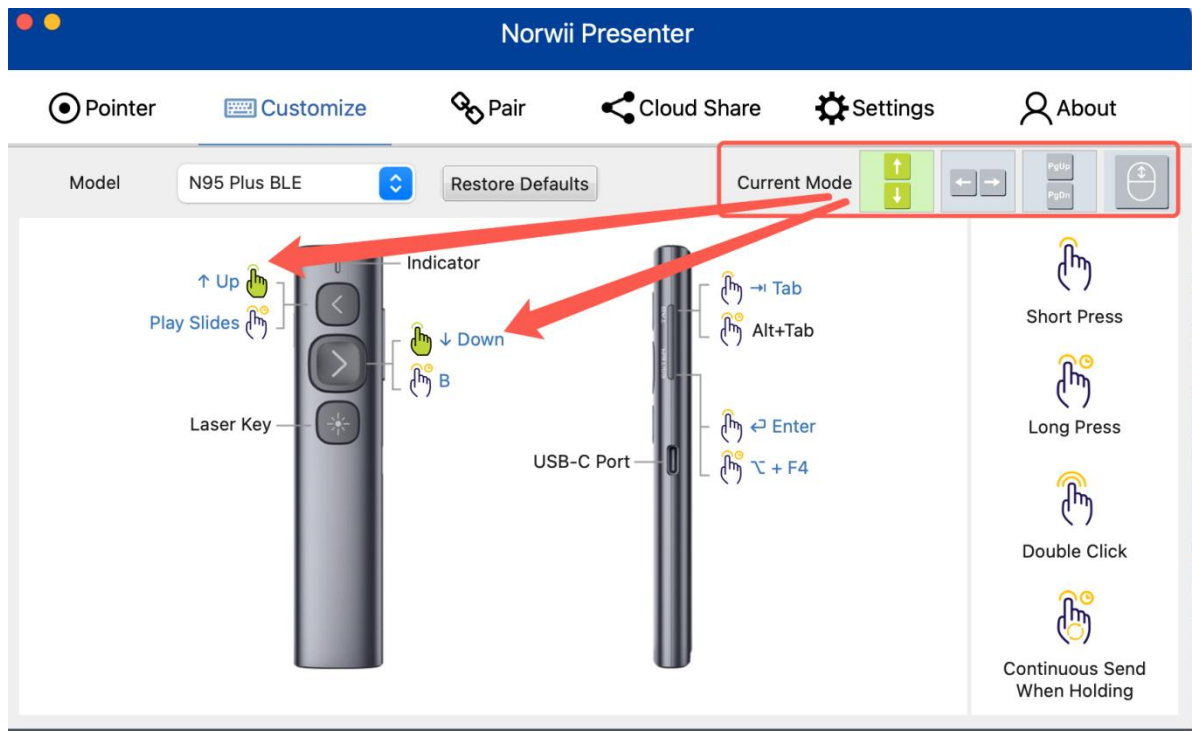 Norwii Presenter
Pointer
Customize
Pair
Cloud Share
Settings
About
Model
N95 Plus BLE
Restore Defaults
Current Mode
PgUp
PgDn
↑ Up
Play Slides
Indicator
↓ Down
B
Laser Key
Tab
Alt+Tab
Enter
⌥ + F4
USB-C Port
Short Press
Long Press
Double Click
Continuous Send
When Holding